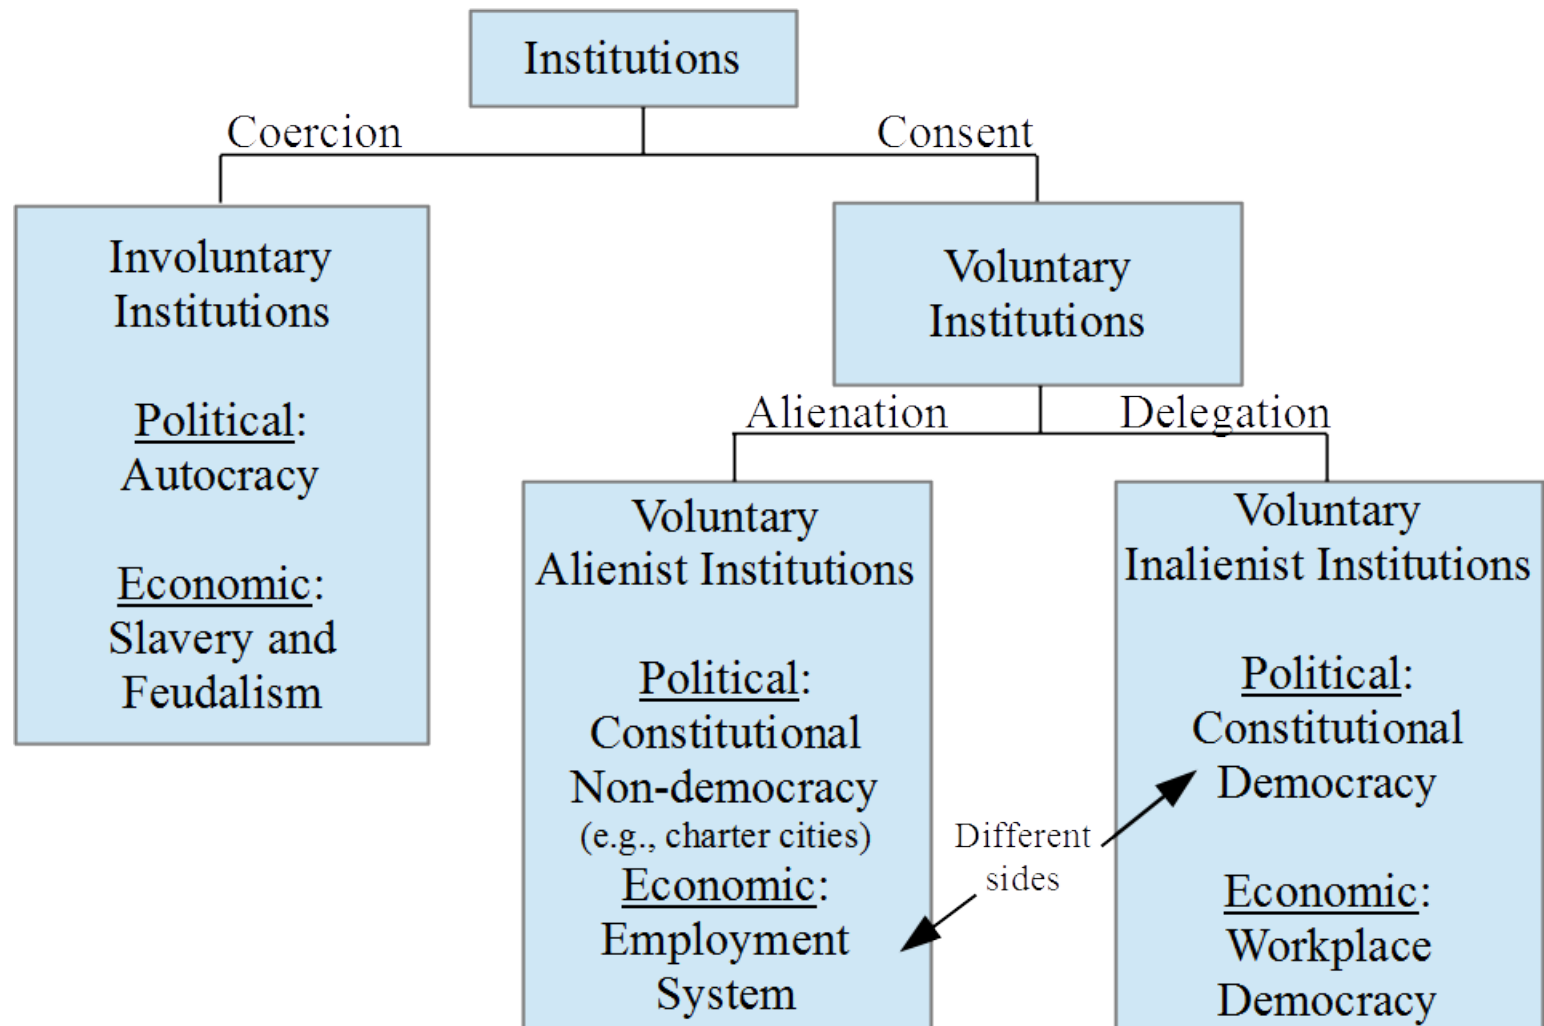 Institutions
Coercion
Consent
Involuntary
Institutions
Political:
Autocracy
Economic:
Slavery and
Feudalism
Voluntary
Institutions
Alienation
Delegation
Voluntary
Alienist Institutions
Political:
Constitutional
Non-democracy
(e.g., charter cities)
Economic:
Employment
System
Different
sides
Voluntary
Inalienist Institutions
Political:
Constitutional
Democracy
Economic:
Workplace
Democracy